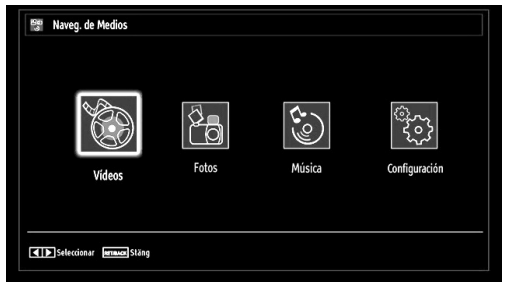 Naveg. de Medios
Vídeos Fotos Música Configuración
Seleccionar Stäng